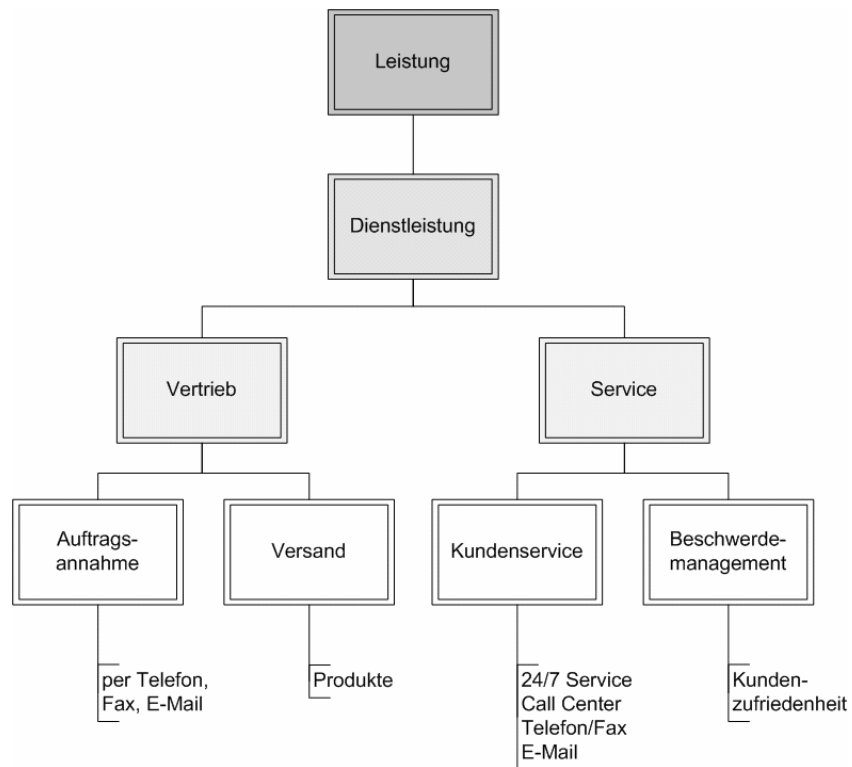 Leistung
Dienstleistung
Vertrieb
Service
Auftrags-
annahme
Versand
Kundenservice
Beschwerde-
management
per Telefon,
Fax, E-Mail
Produkte
24/7 Service
Call Center
Telefon/Fax
E-Mail
Kunden-
zufriedenheit